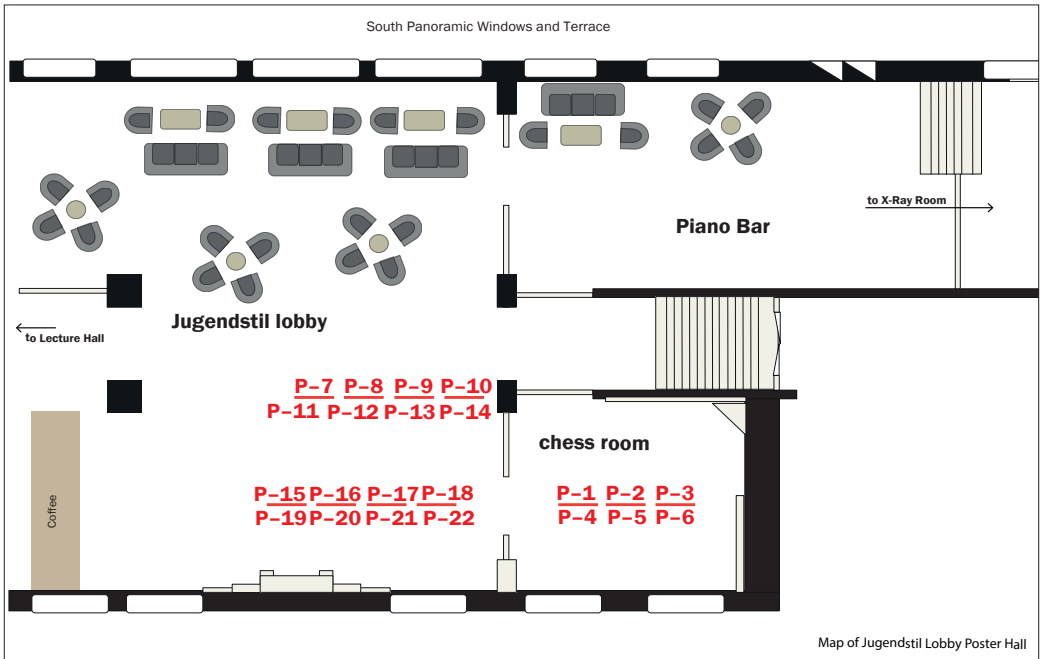 South Panoramic Windows and Terrace
to X-Ray Room
Piano Bar
Jugendstil lobby
to Lecture Hall
P–7 P–8 P–9 P–10
P–11 P–12 P–13 P–14
chess room
P–15 P–16 P–17 P–18
P–19 P–20 P–21 P–22
P–1 P–2 P–3
P–4 P–5 P–6
Coffee
Map of Jugendstil Lobby Poster Hall